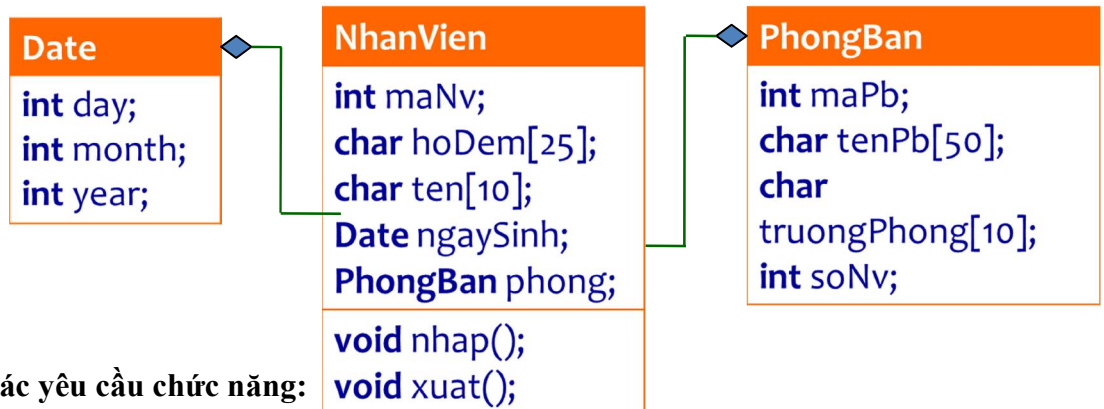 Date
int day;
int month;
int year;
NhanVien
int maNv;
char hoDem[25];
char ten[10];
Date ngaySinh;
PhongBan phong;
void nhap();
void xuat();
PhongBan
int maPb;
char tenPb[50];
char
truongPhong[10];
int soNv;
ác yêu cầu chức năng: